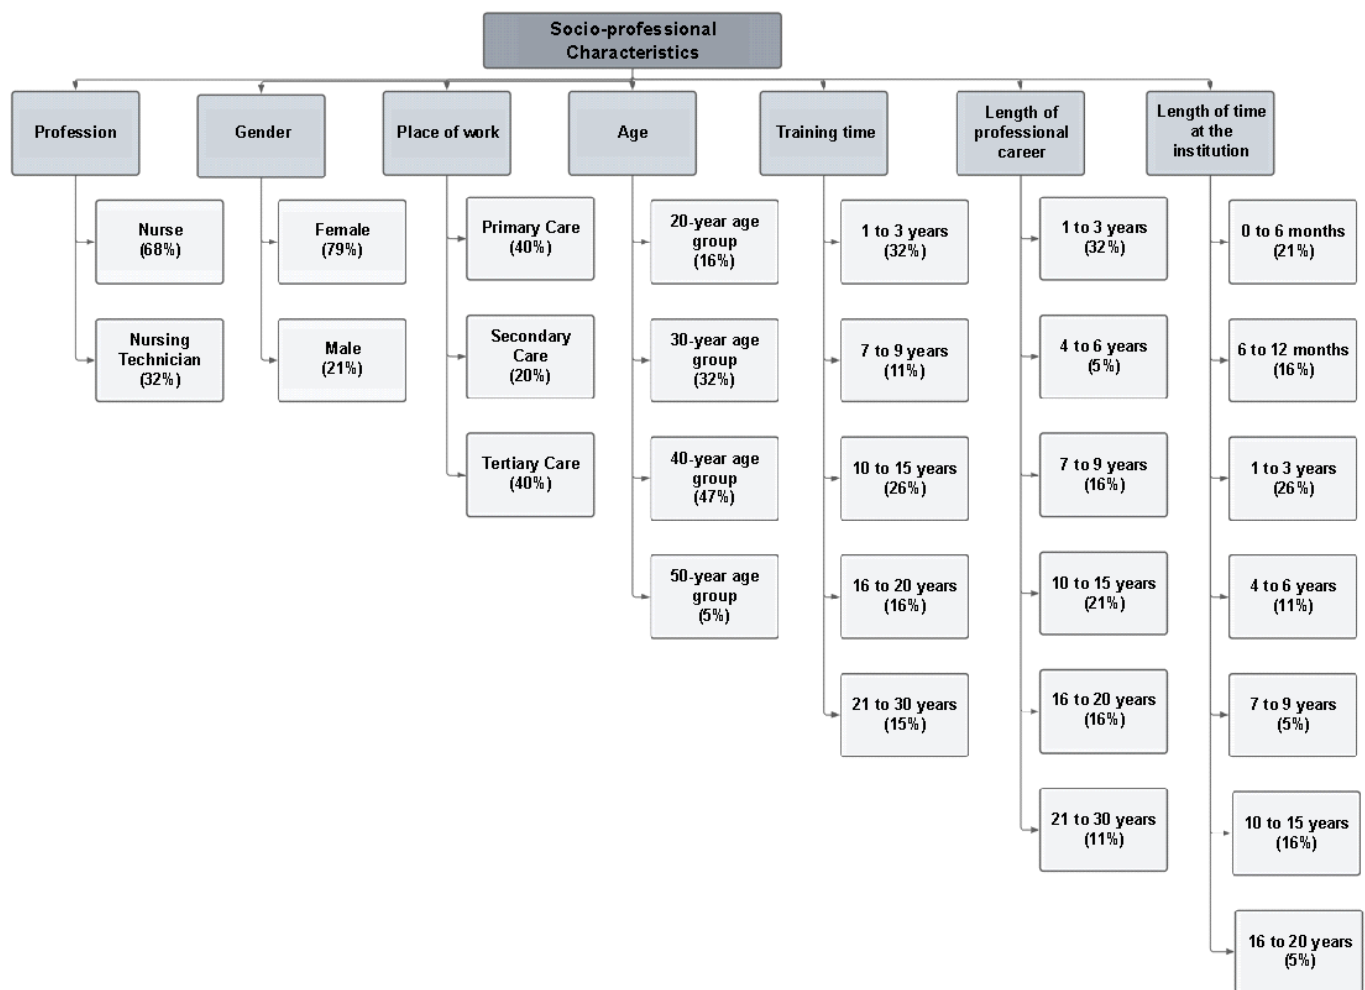 Socio-professional
Characteristics
Profession
Gender
Place of work
Age
Training time
Length of
professional
career
Length of time
at the
institution
Nurse
(68%)
Nursing
Technician
(32%)
Female
(79%)
Male
(21%)
Primary Care
(40%)
Secondary
Care
(20%)
Tertiary Care
(40%)
20-year age
group
(16%)
30-year age
group
(32%)
40-year age
group
(47%)
50-year age
group
(5%)
1 to 3 years
(32%)
7 to 9 years
(11%)
10 to 15 years
(26%)
16 to 20 years
(16%)
21 to 30 years
(15%)
1 to 3 years
(32%)
4 to 6 years
(5%)
7 to 9 years
(16%)
10 to 15 years
(21%)
16 to 20 years
(16%)
21 to 30 years
(11%)
0 to 6 months
(21%)
6 to 12 months
(16%)
1 to 3 years
(26%)
4 to 6 years
(11%)
7 to 9 years
(5%)
10 to 15 years
(16%)
16 to 20 years
(5%)